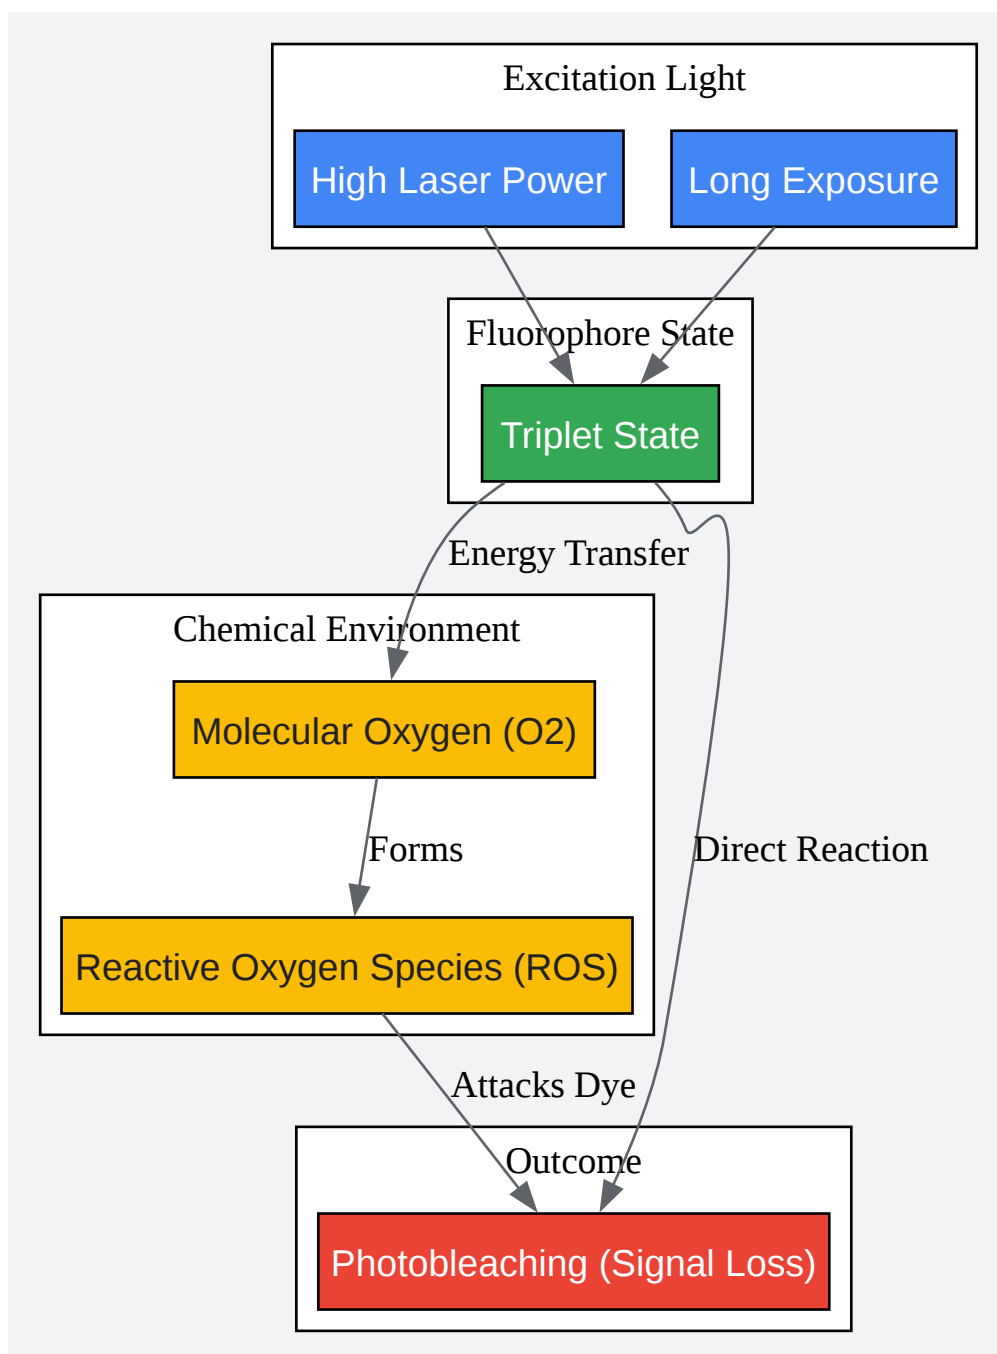 Excitation Light
High Laser Power
Long Exposure
Fluorophore State
Triplet State
Energy Transfer
Chemical Environment
Molecular Oxygen (O2)
Forms
Direct Reaction
Reactive Oxygen Species (ROS)
Attacks Dye
Outcome
Photobleaching (Signal Loss)